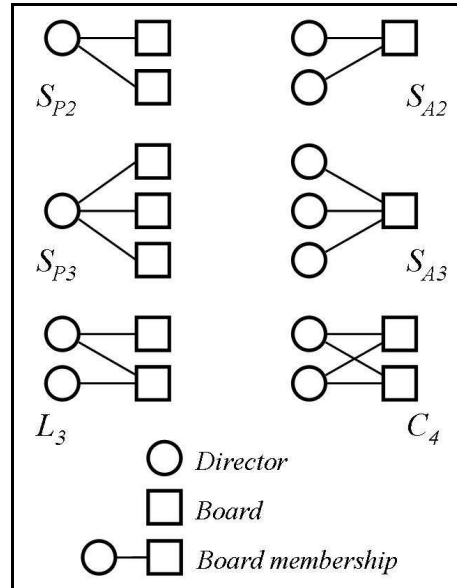 S_{P2}
S_{A2}
S_{P3}
S_{A3}
L_3
C_4
Director
Board
Board membership